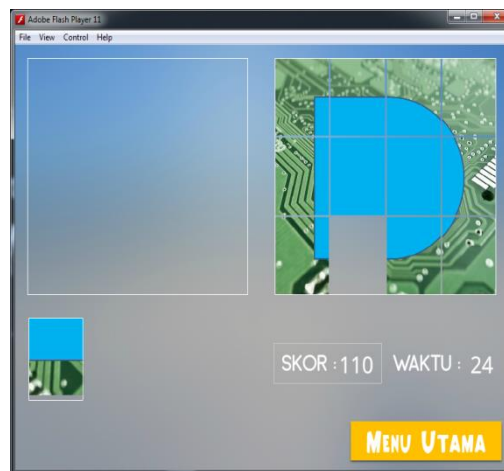 Adobe Flash Player 11
File View Control Help
SKOR : 110 WAKTU : 24
MENU UTAMA